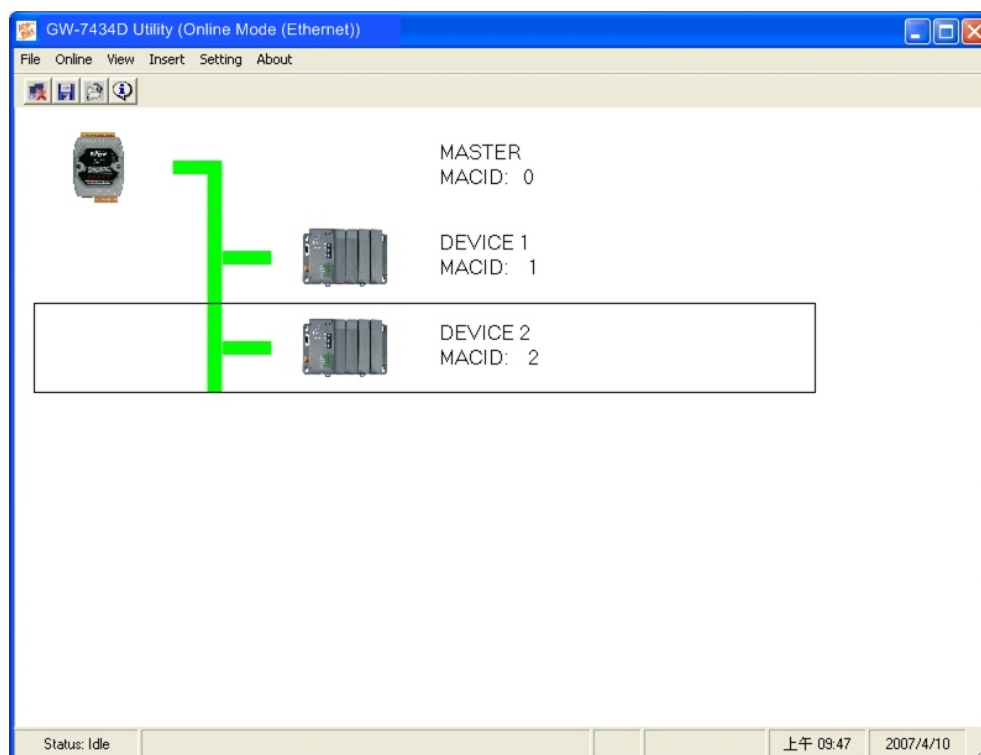 GW-7434D Utility (Online Mode (Ethernet))
File Online View Insert Setting About
MASTER
MACID: 0
DEVICE 1
MACID: 1
DEVICE 2
MACID: 2
Status: Idle 上午 09:47 2007/4/10